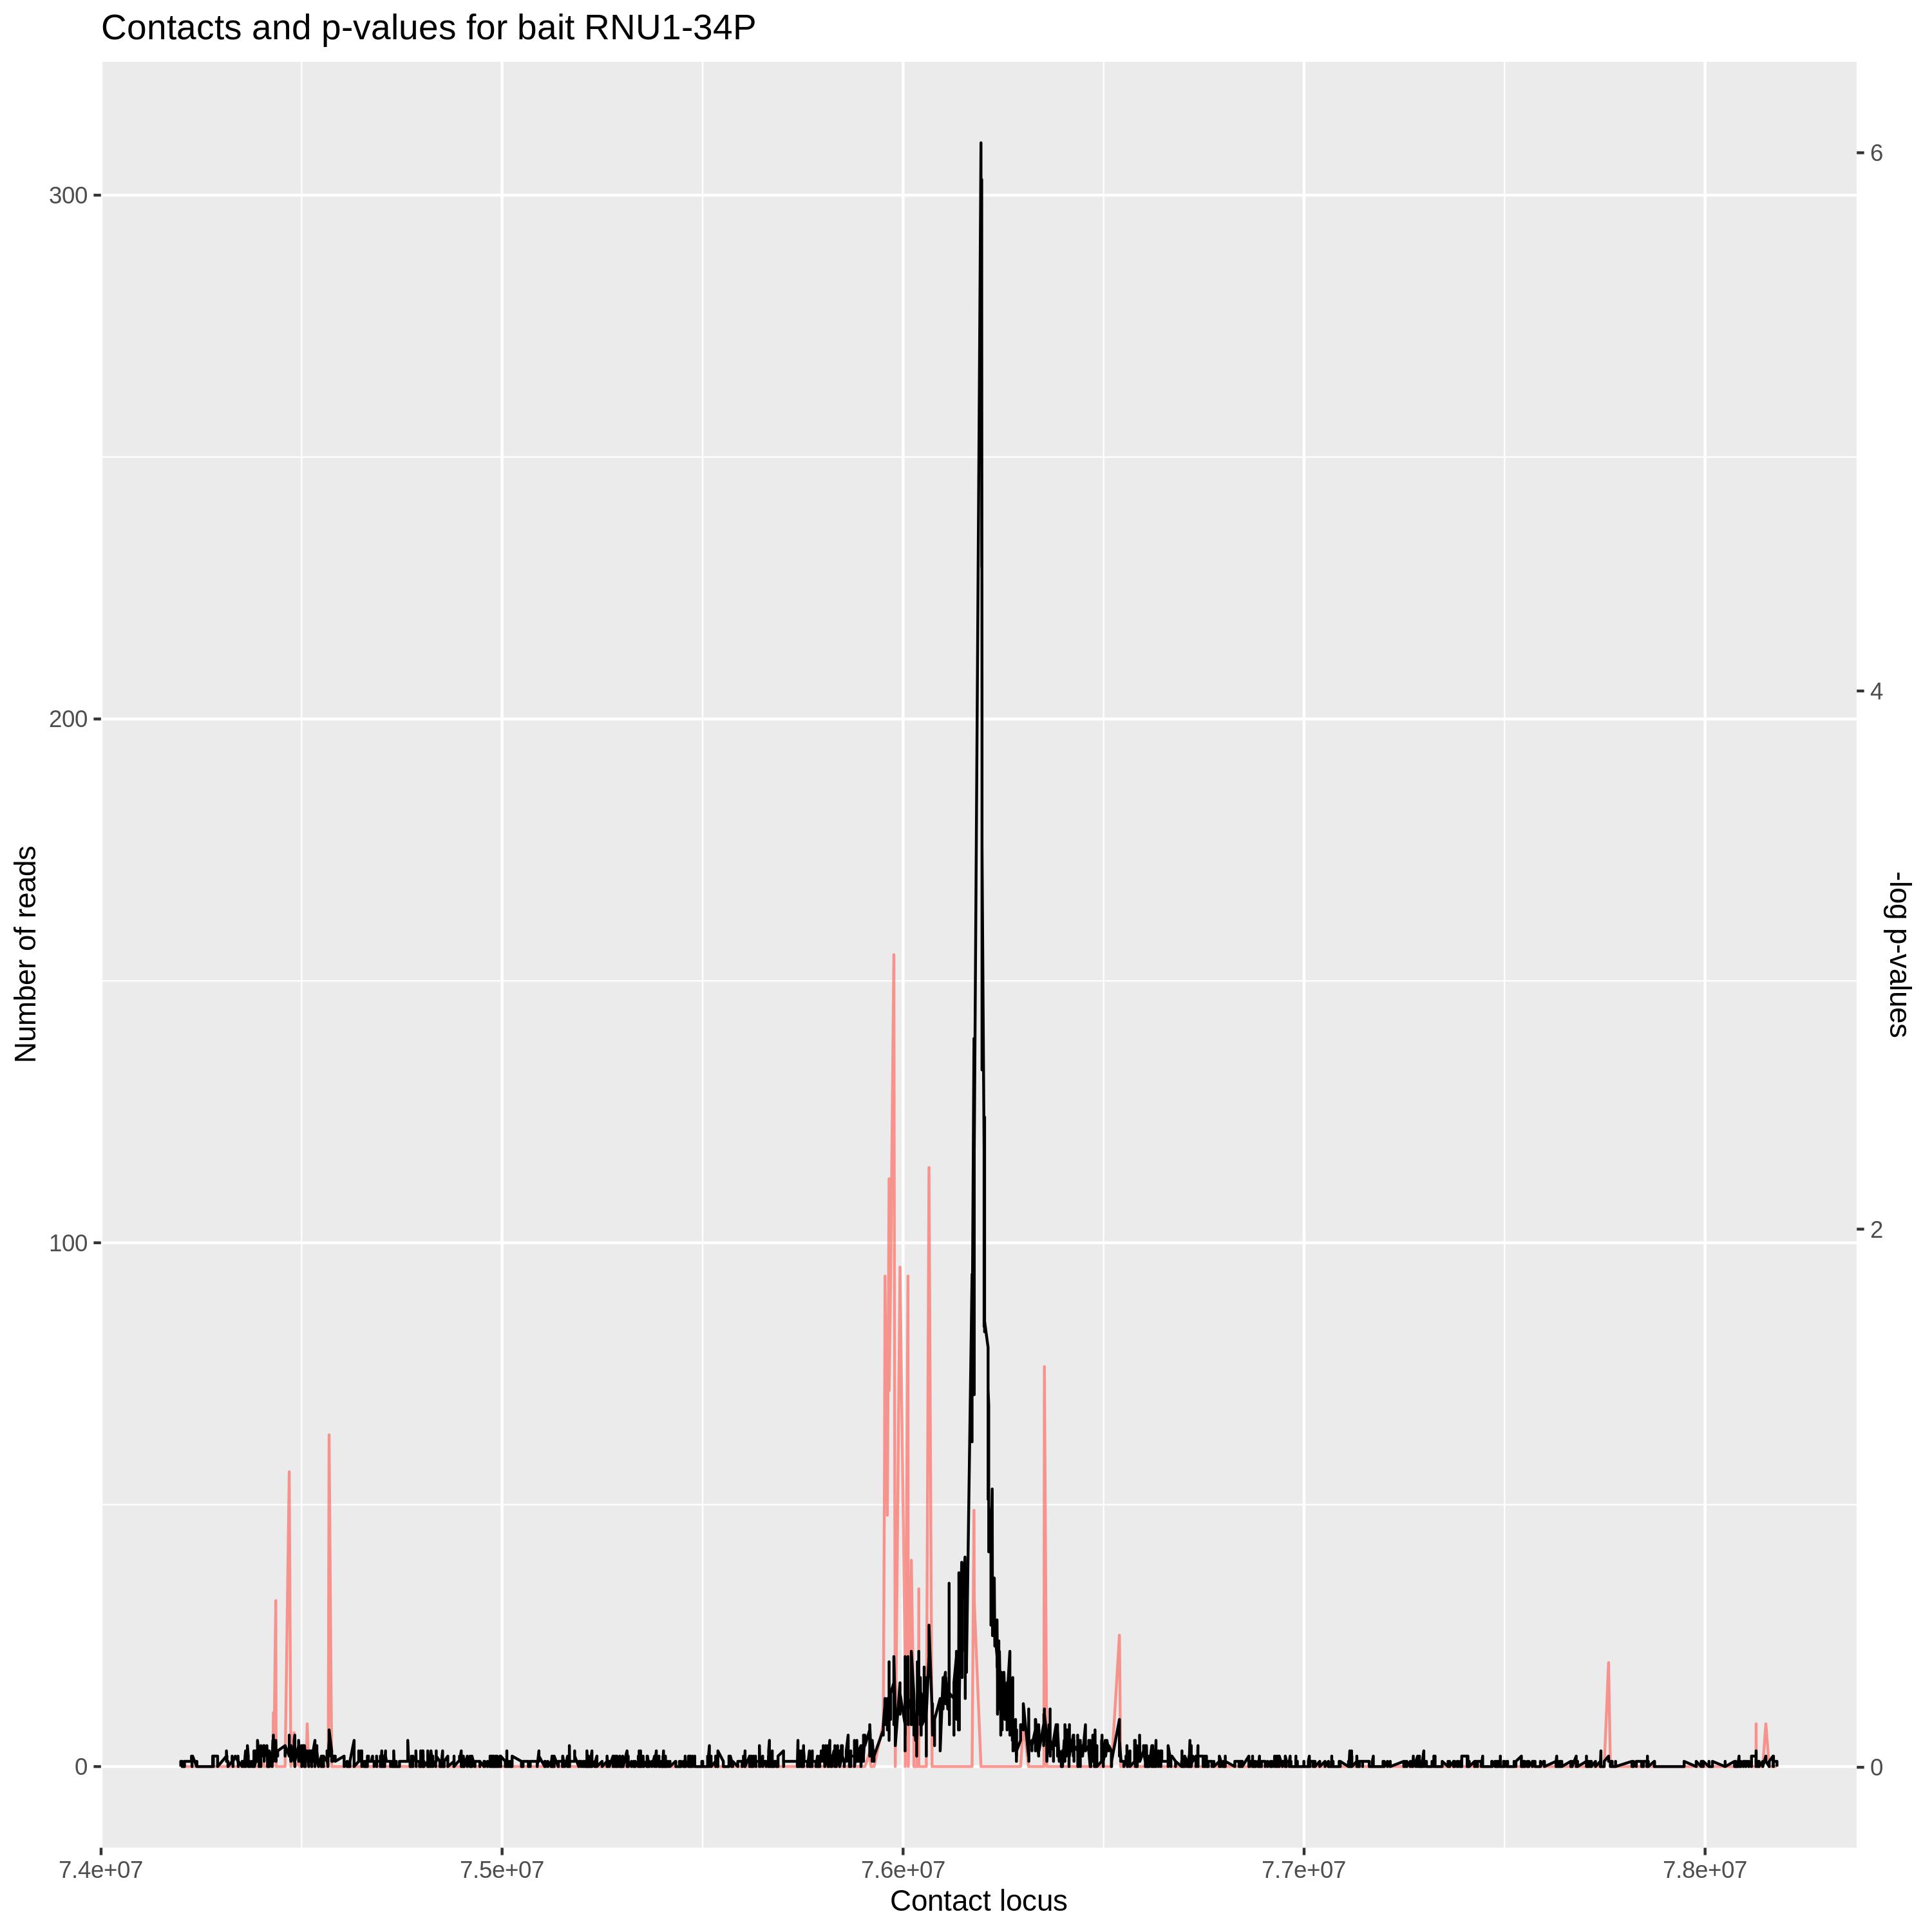 Contacts and p-values for bait RNU1-34P
300
200
100
0
Number of reads
6
4
2
0
-log p-values
7.4e+07
7.5e+07
7.6e+07
7.7e+07
7.8e+07
Contact locus